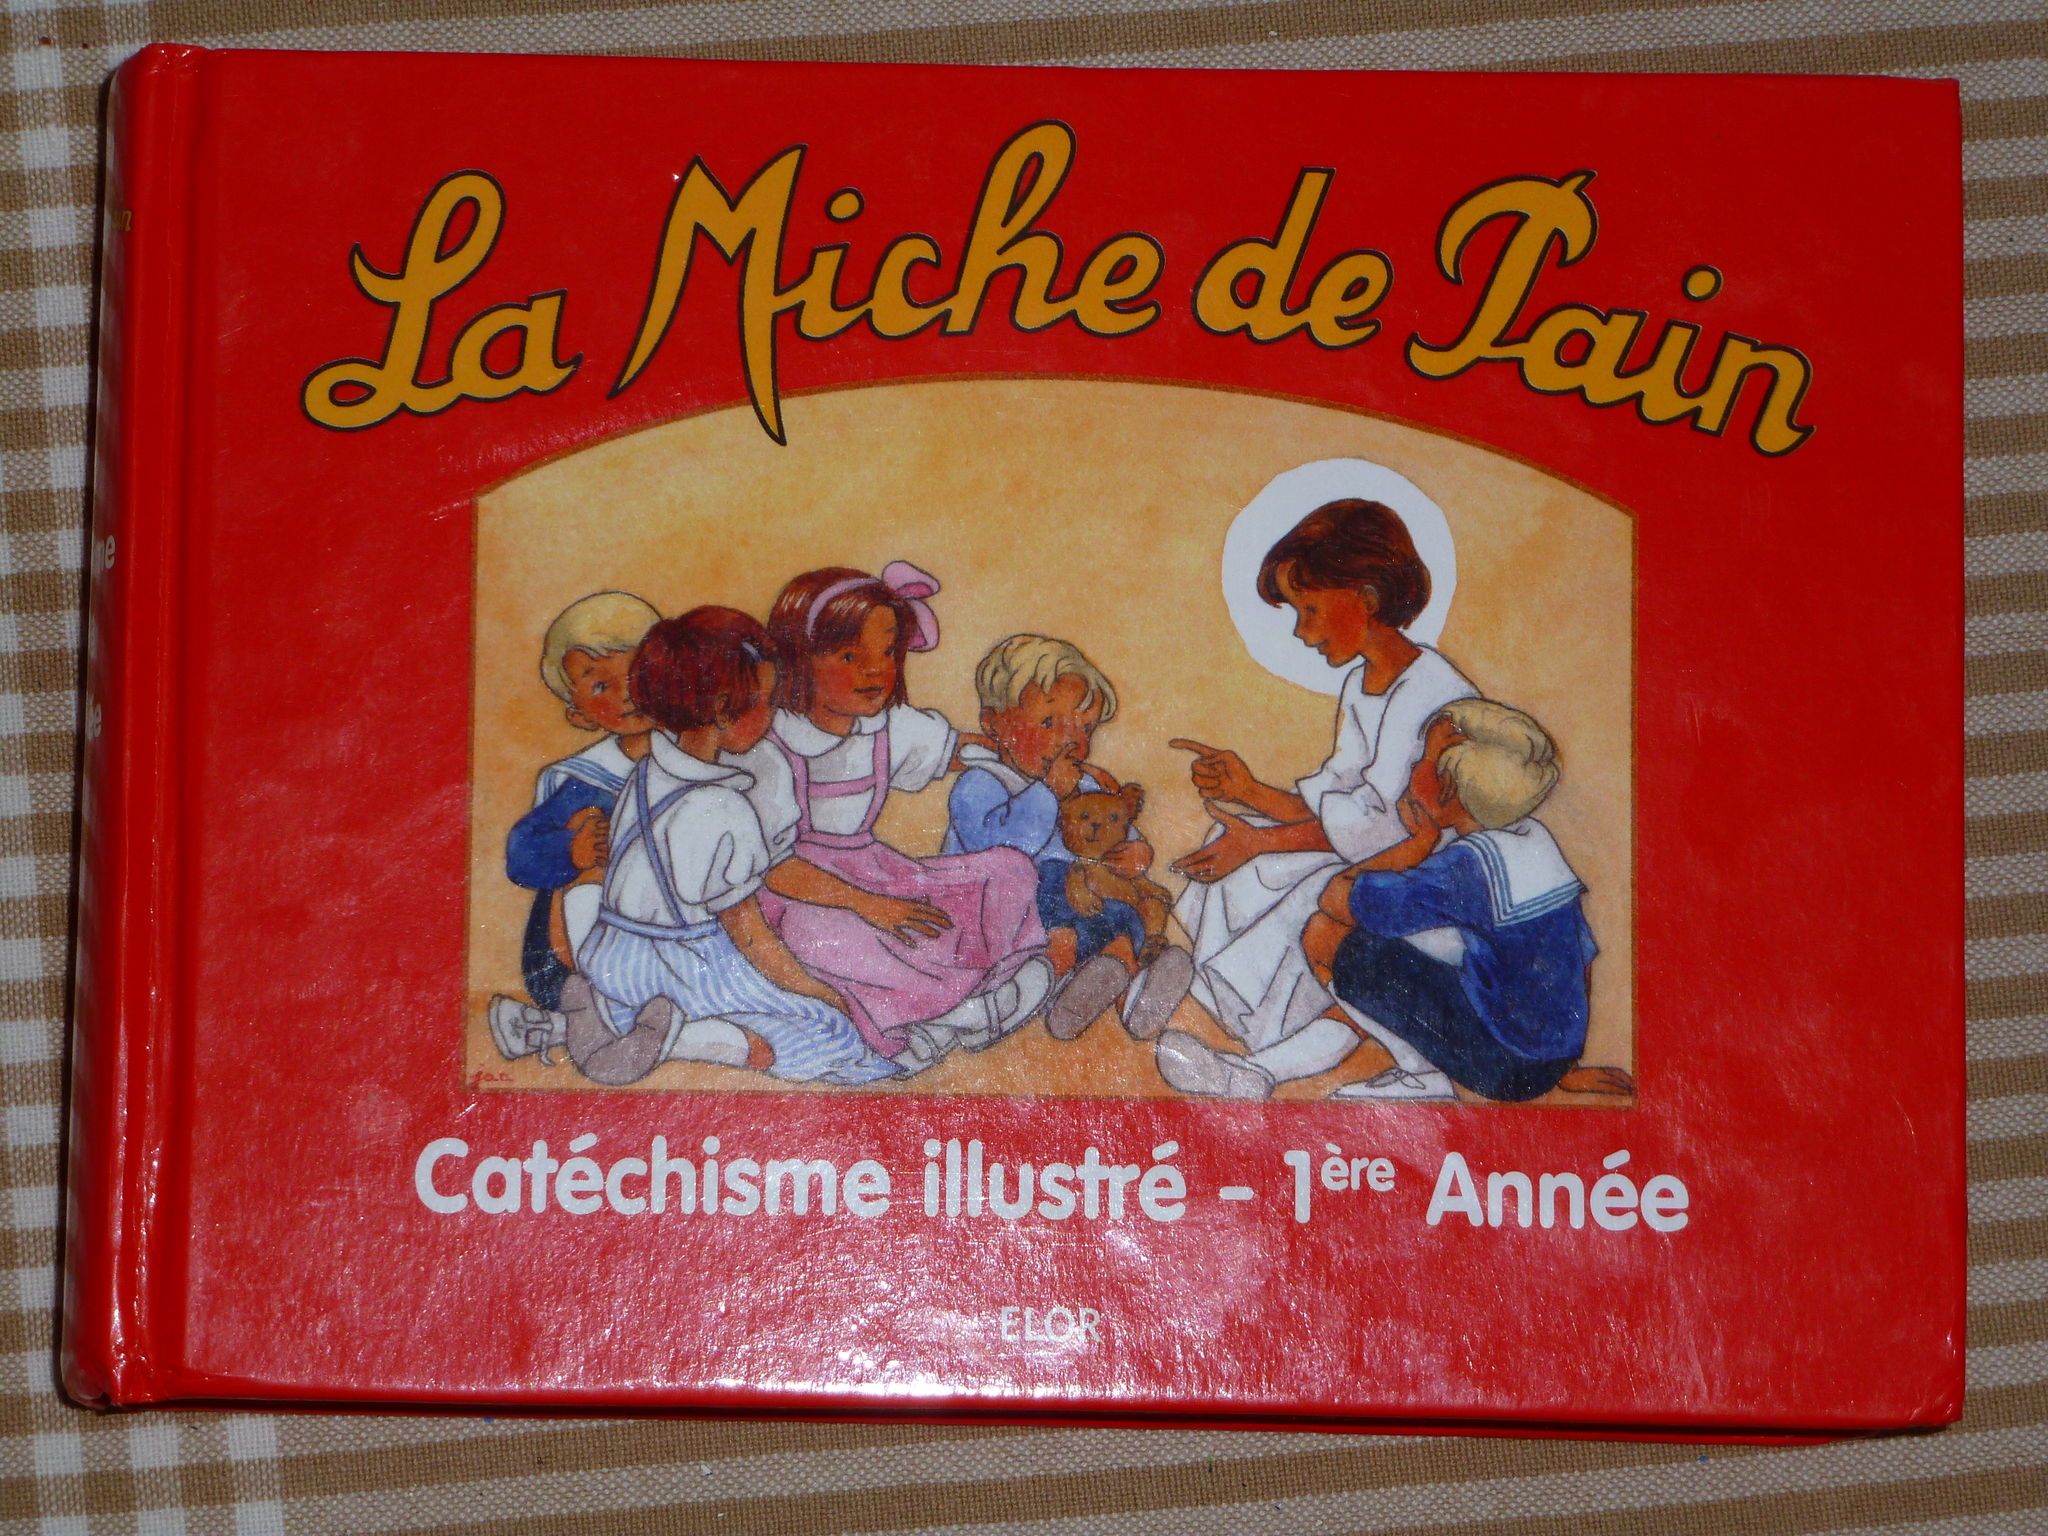 La Miche de Pain
Catéchisme illustré - 1ère Année
ELOR